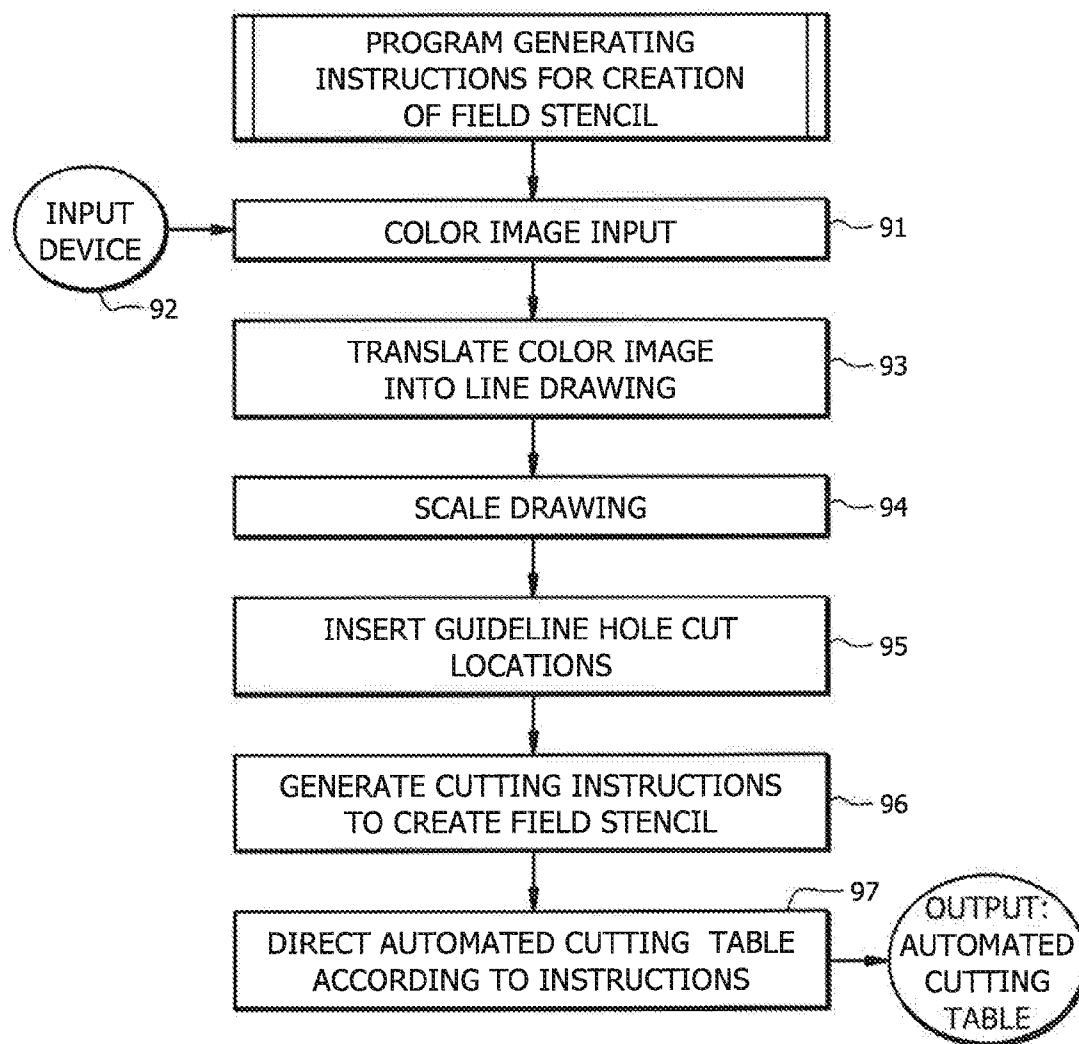 PROGRAM GENERATING
INSTRUCTIONS FOR CREATION
OF FIELD STENCIL
INPUT
DEVICE
92
COLOR IMAGE INPUT
91
TRANSLATE COLOR IMAGE
INTO LINE DRAWING
93
SCALE DRAWING
94
INSERT GUIDELINE HOLE CUT
LOCATIONS
95
GENERATE CUTTING INSTRUCTIONS
TO CREATE FIELD STENCIL
96
DIRECT AUTOMATED CUTTING TABLE
ACCORDING TO INSTRUCTIONS
97
OUTPUT:
AUTOMATED
CUTTING
TABLE